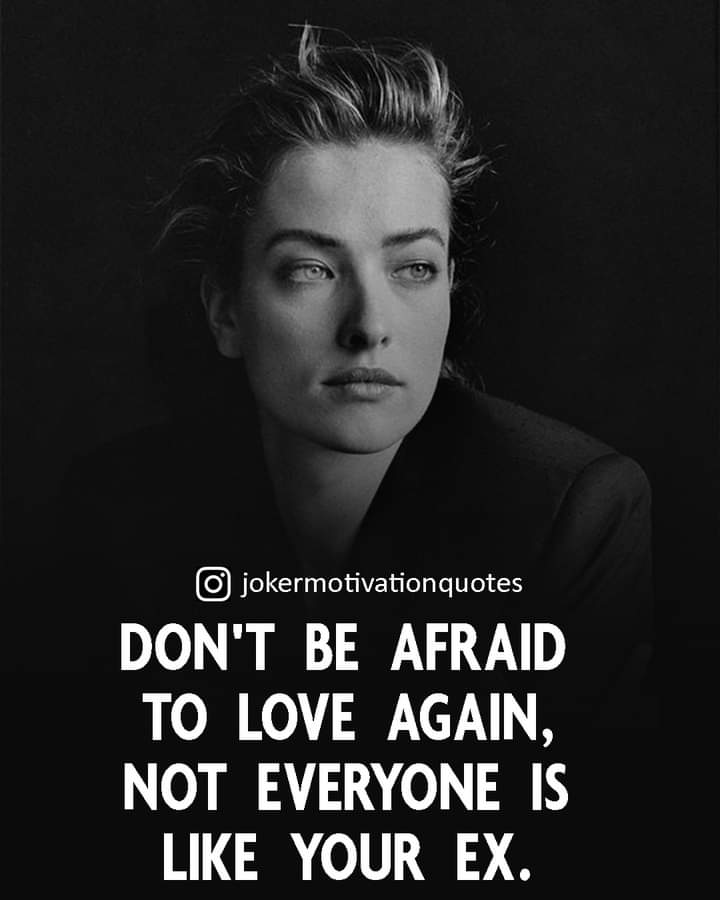 jokermotivationquotes
DON'T BE AFRAID
TO LOVE AGAIN,
NOT EVERYONE IS
LIKE YOUR EX.